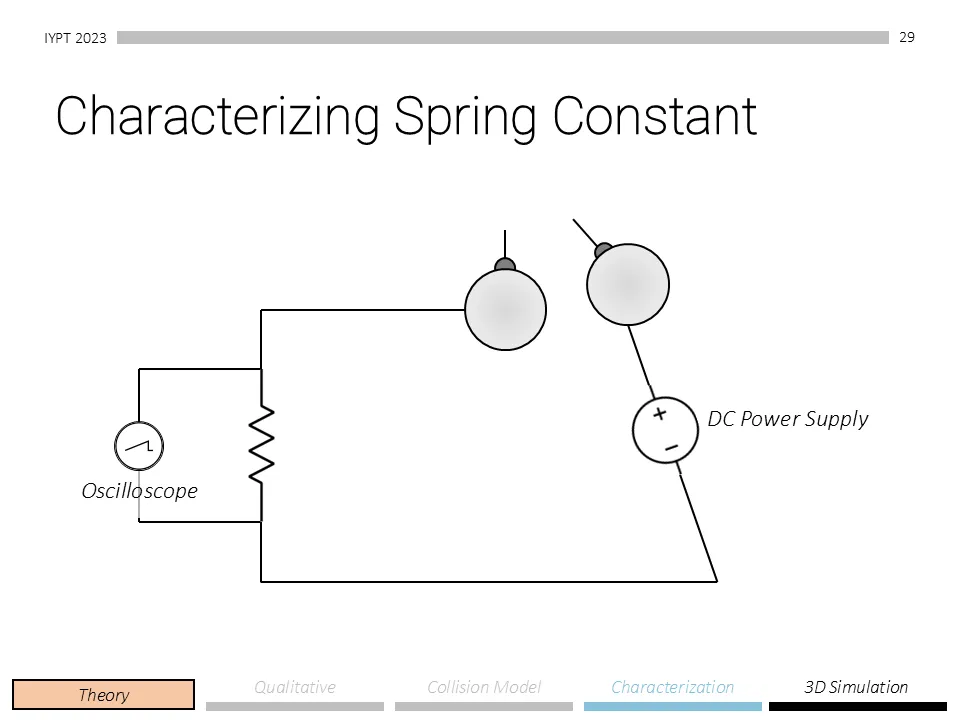 IYPT 2023
29
Characterizing Spring Constant
+
DC Power Supply
−
Oscilloscope
Theory
Qualitative
Collision Model
Characterization
3D Simulation